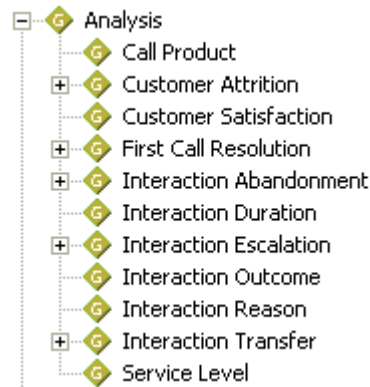 G Analysis
G Call Product
G Customer Attrition
G Customer Satisfaction
G First Call Resolution
G Interaction Abandonment
G Interaction Duration
G Interaction Escalation
G Interaction Outcome
G Interaction Reason
G Interaction Transfer
G Service Level